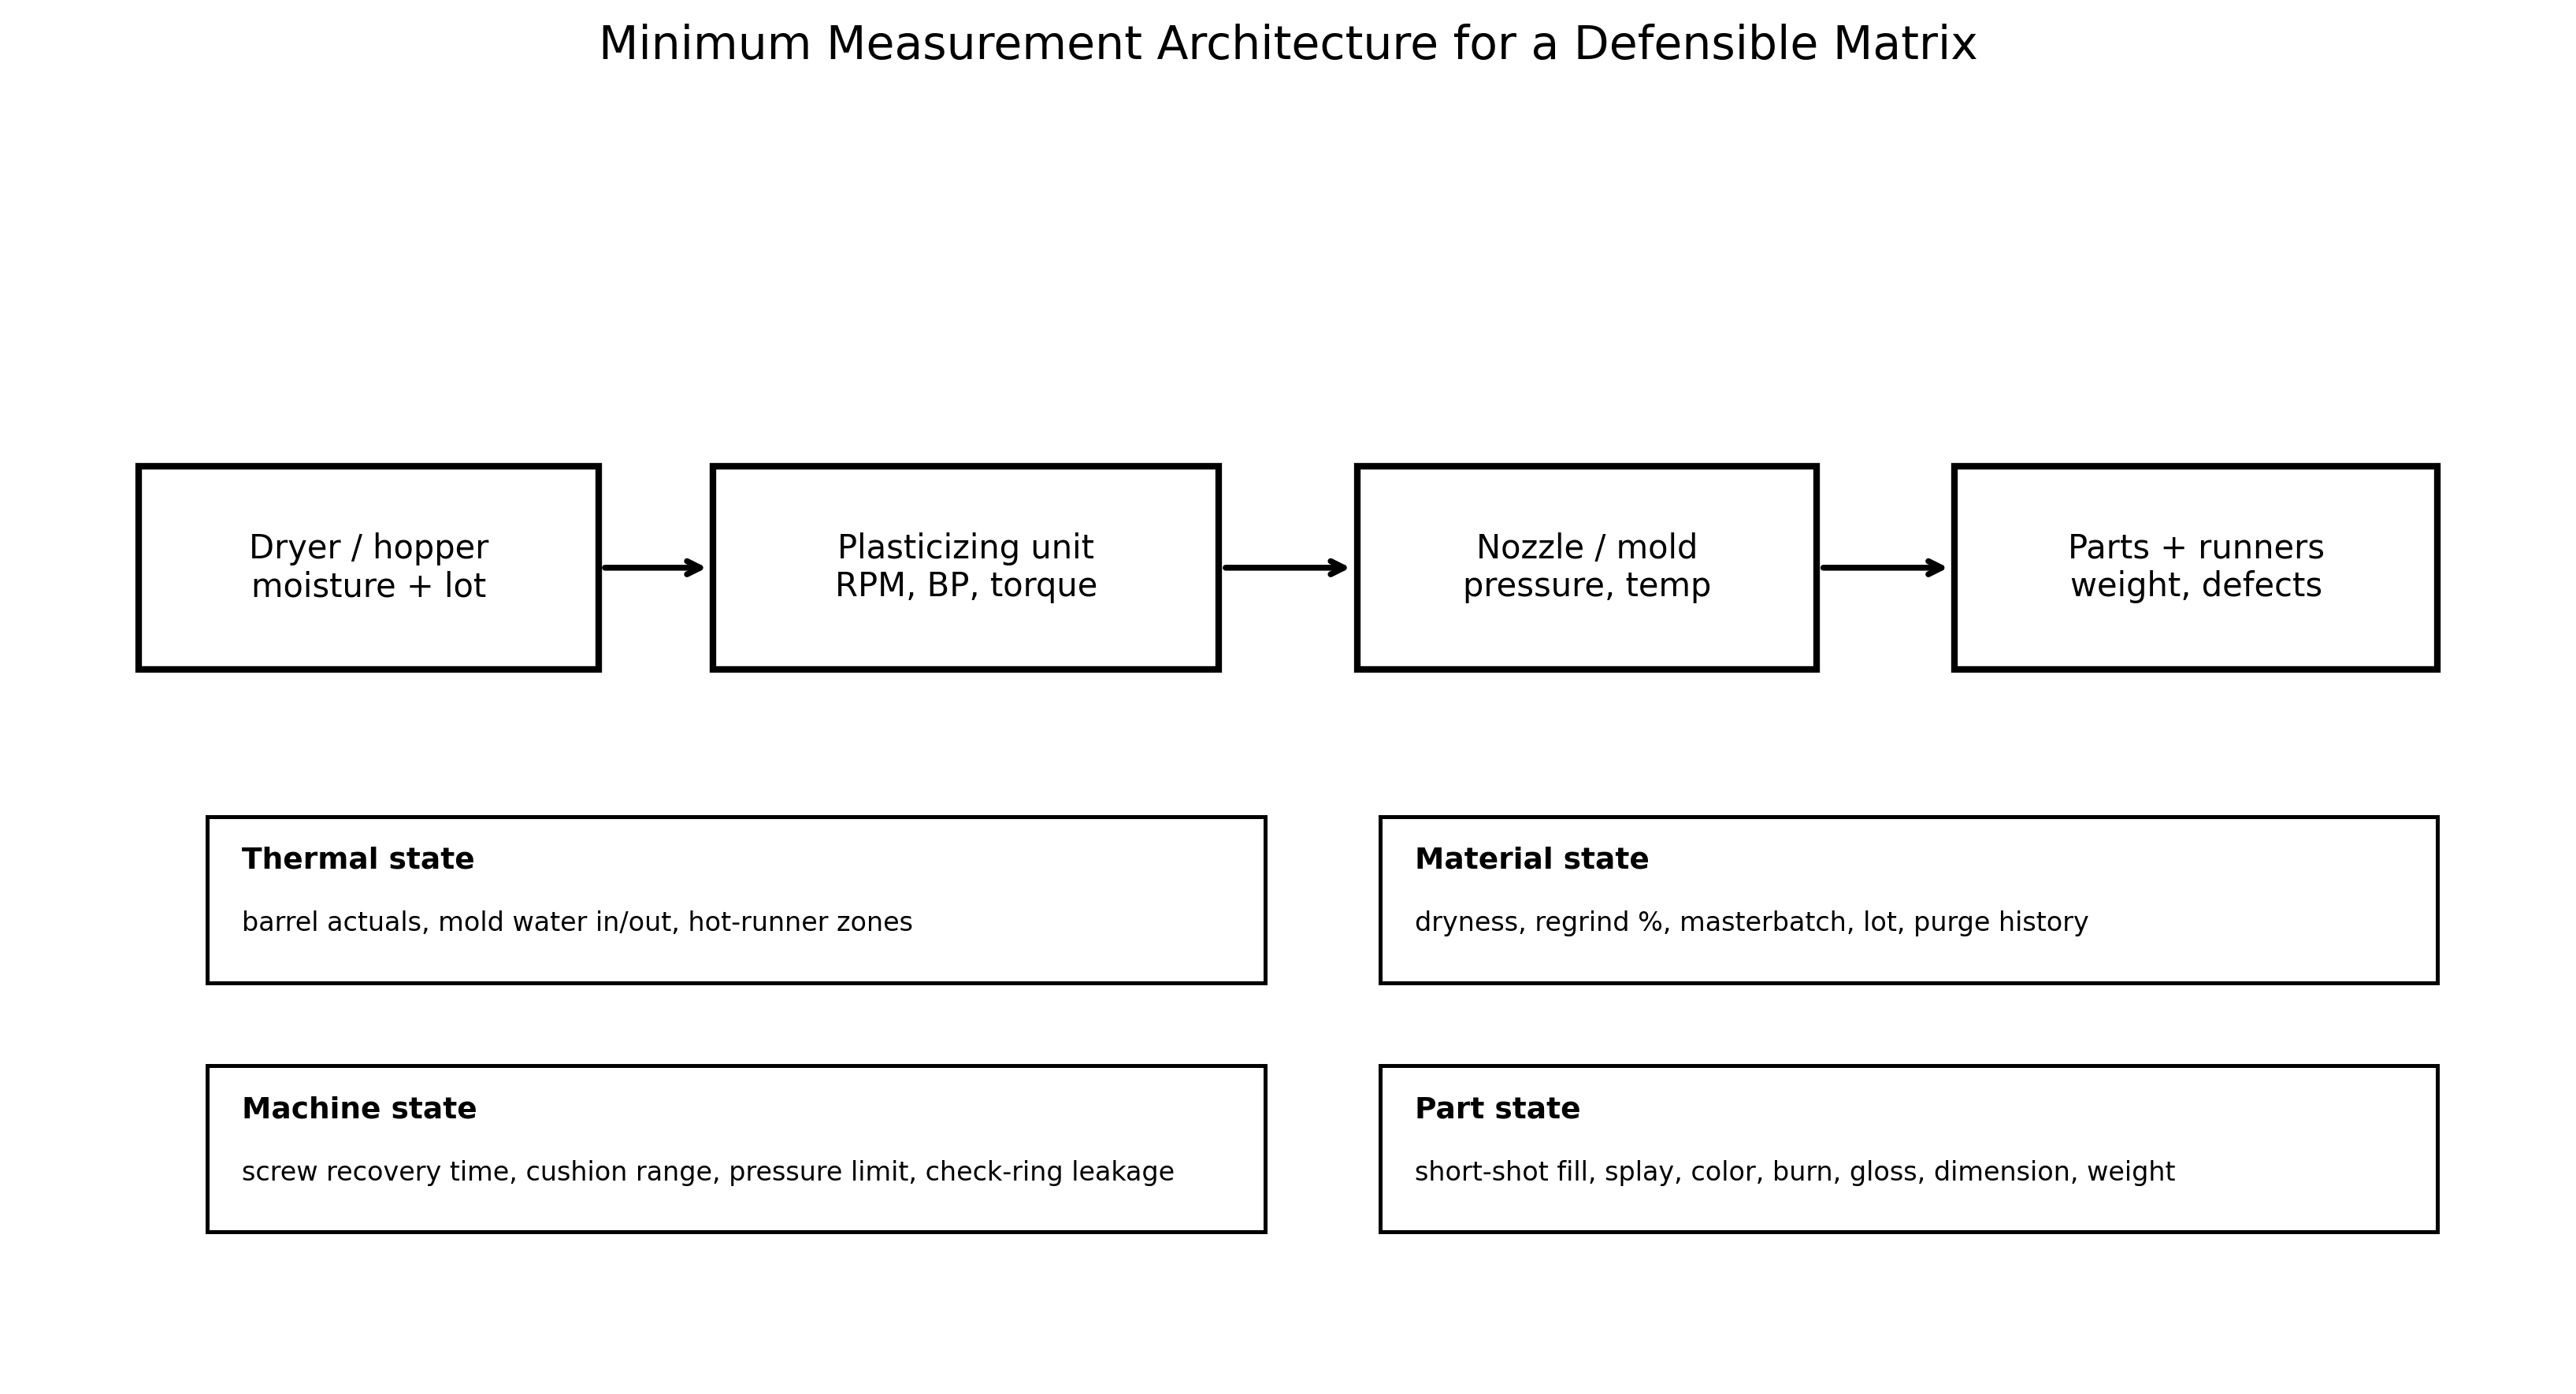 Minimum Measurement Architecture for a Defensible Matrix
Dryer / hopper
moisture + lot
Plasticizing unit
RPM, BP, torque
Nozzle / mold
pressure, temp
Parts + runners
weight, defects
Thermal state
barrel actuals, mold water in/out, hot-runner zones
Material state
dryness, regrind %, masterbatch, lot, purge history
Machine state
screw recovery time, cushion range, pressure limit, check-ring leakage
Part state
short-shot fill, splay, color, burn, gloss, dimension, weight